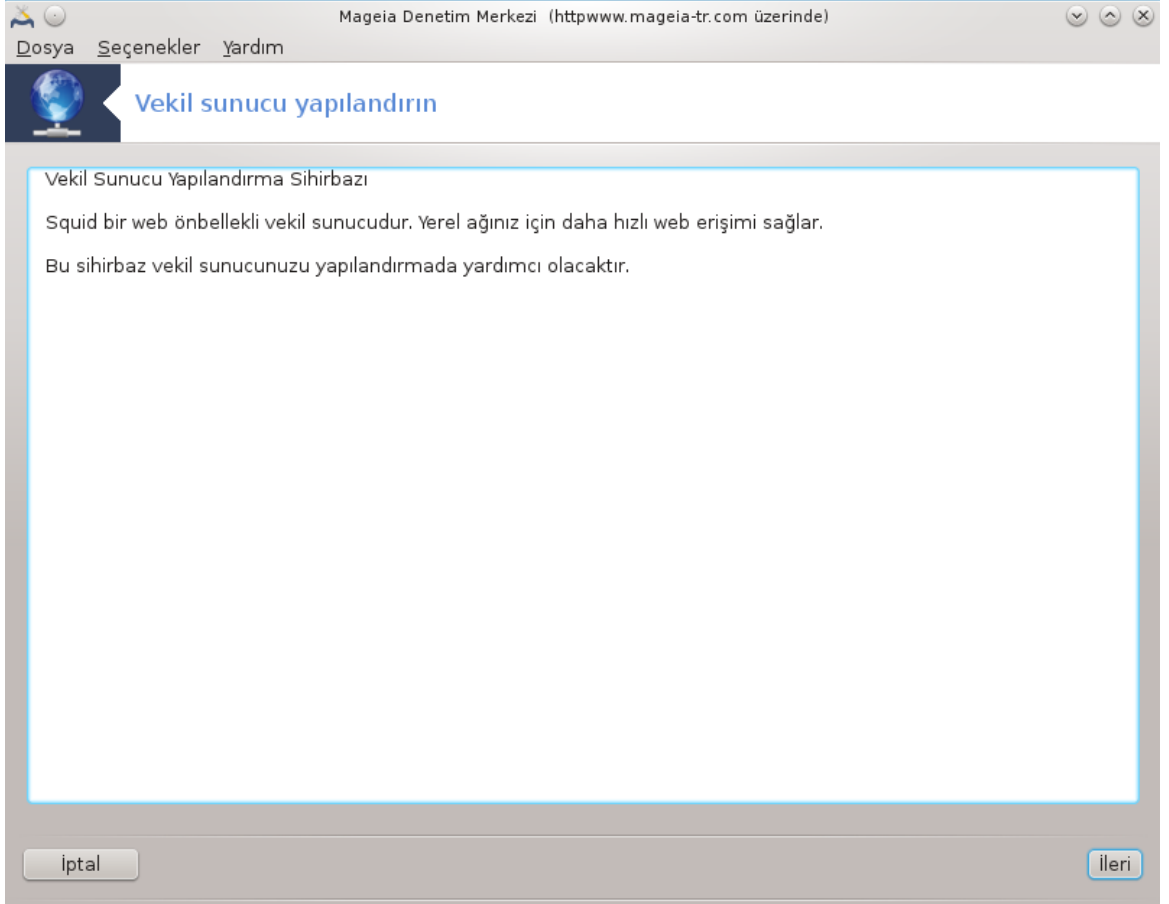 Mageia Denetim Merkezi (httpwww.mageia-tr.com üzerinde)
Dosya Seçenekler Yardım
Vekil sunucu yapılandırın
Vekil Sunucu Yapılandırma Sihirbazı
Squid bir web önbellekli vekil sunucudur. Yerel ağınız için daha hızlı web erişimi sağlar.
Bu sihirbaz vekil sunucunuzu yapılandırmada yardımcı olacaktır.
İptal
İleri